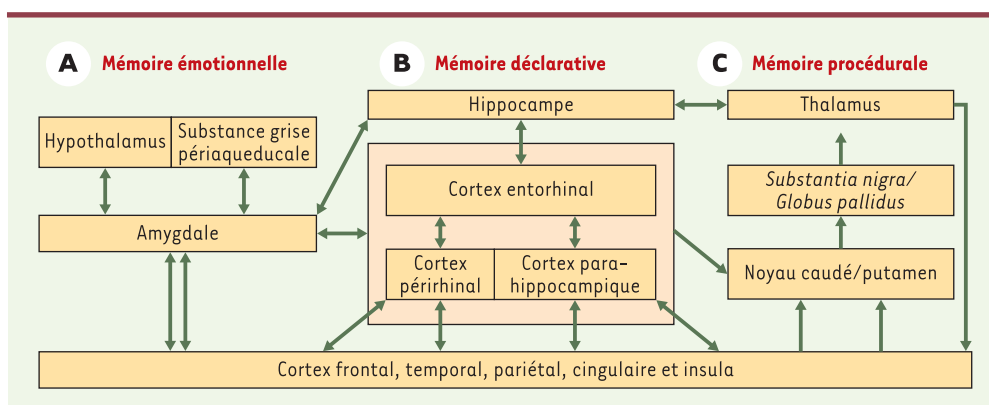 A Mémoire émotionnelle
B Mémoire déclarative
C Mémoire procédurale
Hippocampe
Thalamus
Hypothalamus
Substance grise
périaqueducale
Cortex entorhinal
Substantia nigra/
Globus pallidus
Amygdale
Cortex
périrhinal
Cortex para-
hippocampique
Noyau caudé/putamen
Cortex frontal, temporal, pariétal, cingulaire et insula